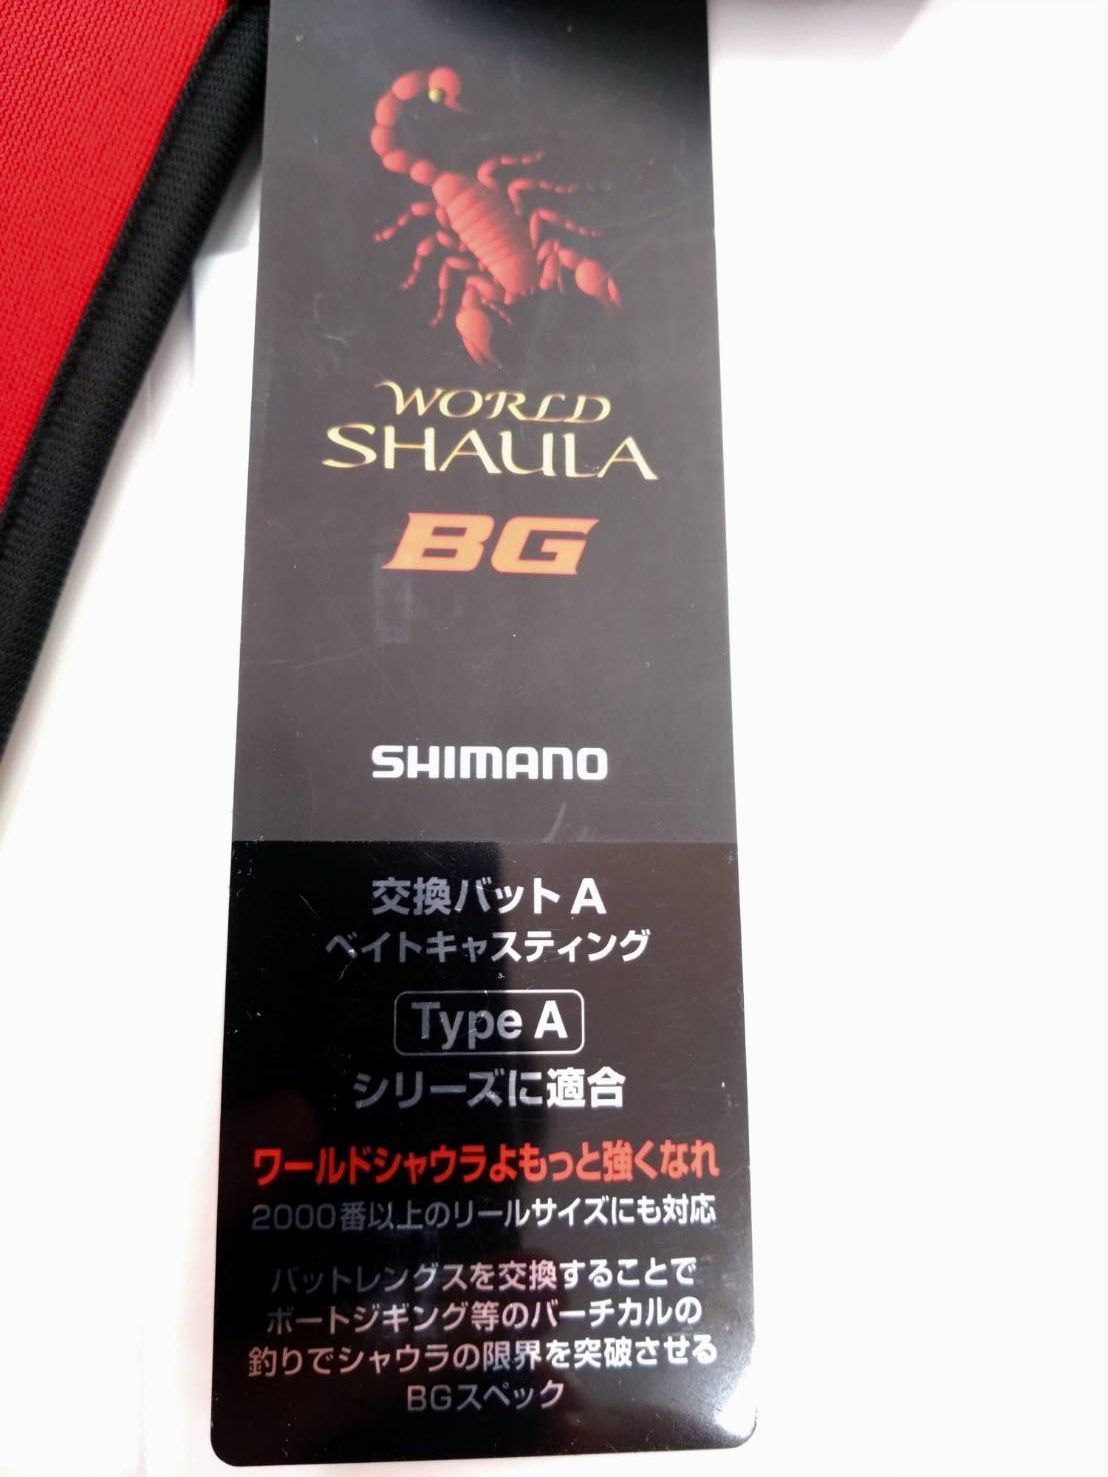 WORLD
SHAULA
BG
SHIMANO
交換バットA
ベイトキャスティング
Type A
シリーズに適合
ワールドシャウラよもっと強くなれ
2000番以上のリールサイズにも対応
バットレングスを交換することで
ボートジギング等のバーチカルの
釣りでシャウラの限界を突破させる
BGスペック